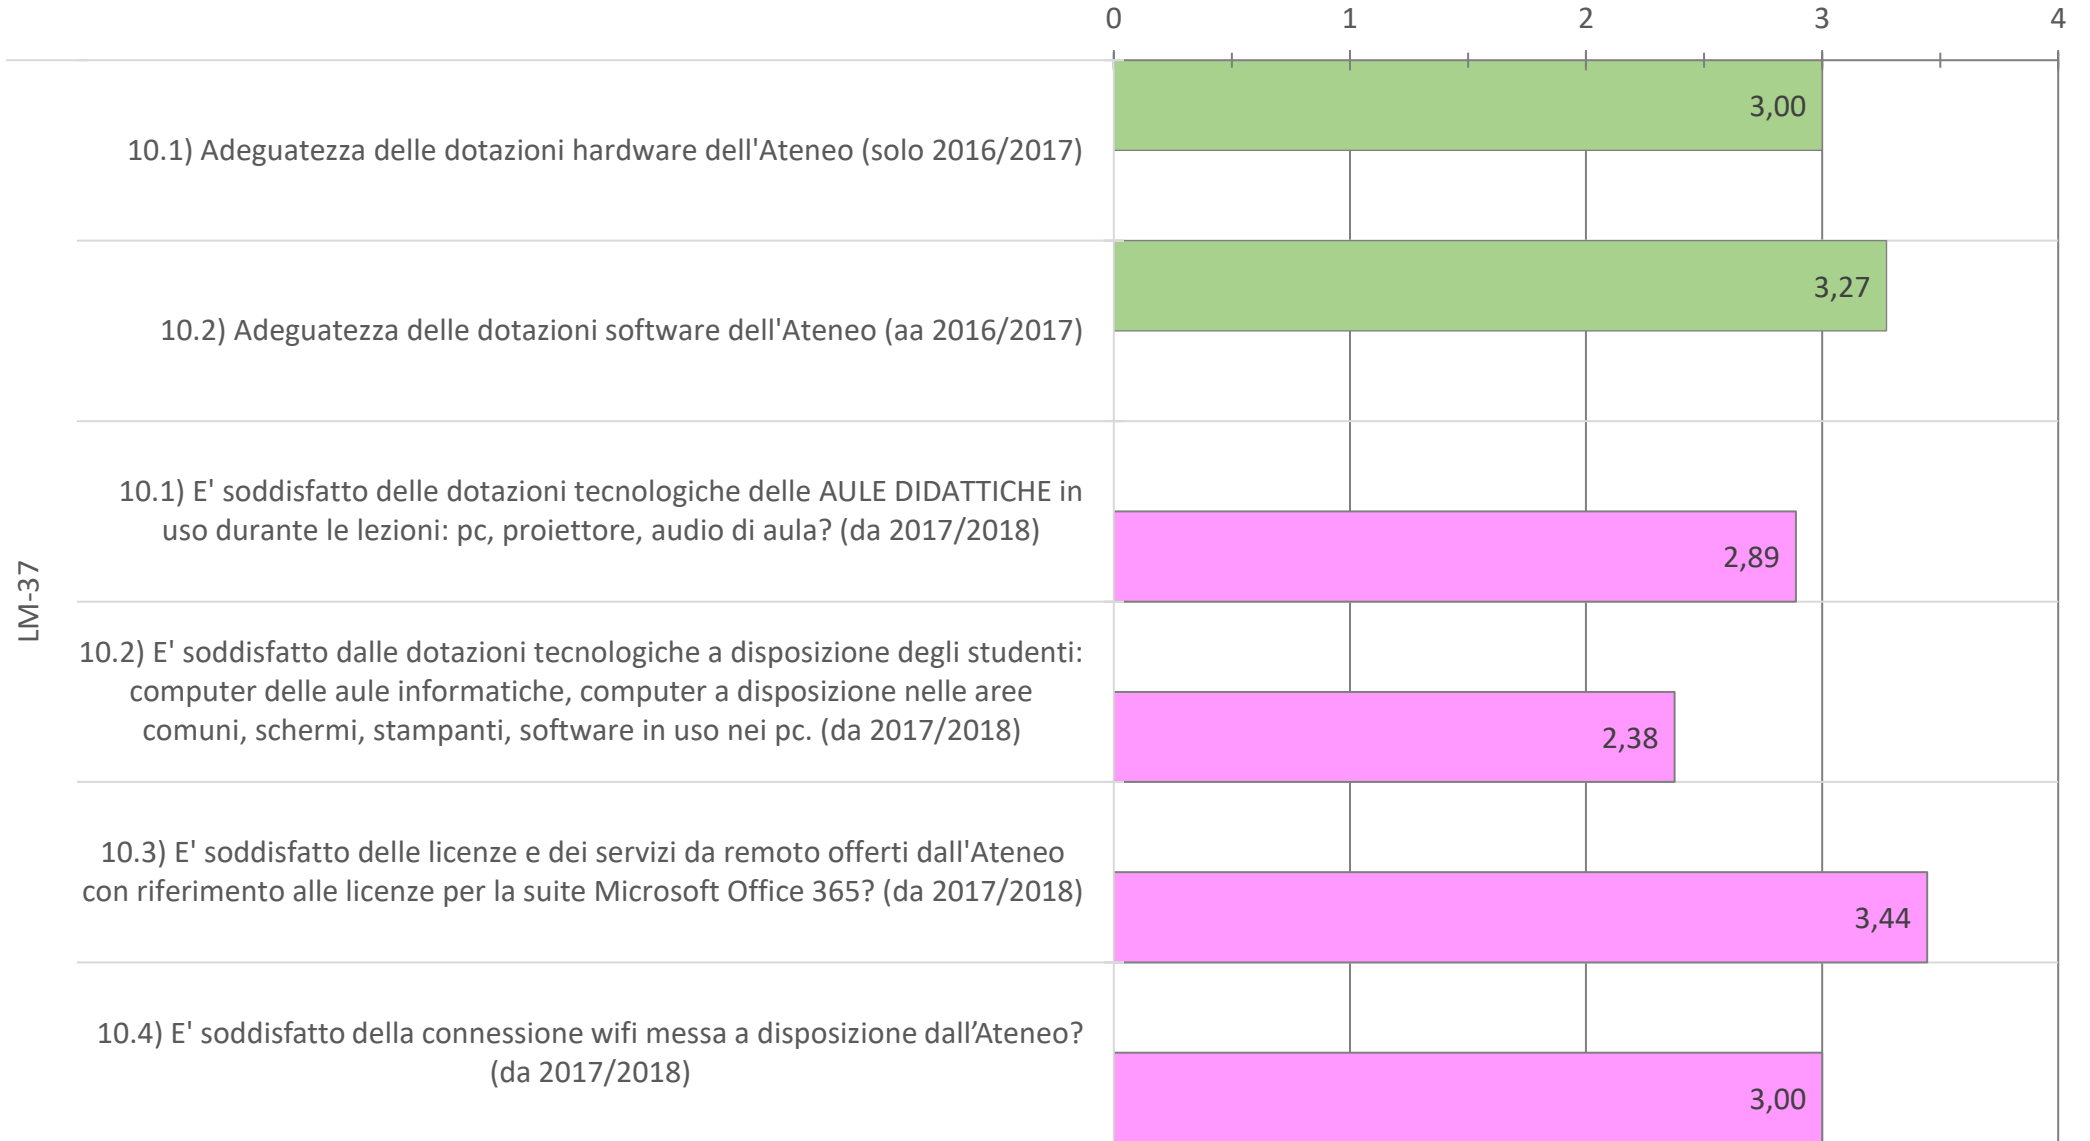 0 1 2 3 4
LM-37
10.1) Adeguatezza delle dotazioni hardware dell'Ateneo (solo 2016/2017)
3,00
10.2) Adeguatezza delle dotazioni software dell'Ateneo (aa 2016/2017)
3,27
10.1) E' soddisfatto delle dotazioni tecnologiche delle AULE DIDATTICHE in
uso durante le lezioni: pc, proiettore, audio di aula? (da 2017/2018)
2,89
10.2) E' soddisfatto dalle dotazioni tecnologiche a disposizione degli studenti:
computer delle aule informatiche, computer a disposizione nelle aree
comuni, schermi, stampanti, software in uso nei pc. (da 2017/2018)
2,38
10.3) E' soddisfatto delle licenze e dei servizi da remoto offerti dall'Ateneo
con riferimento alle licenze per la suite Microsoft Office 365? (da 2017/2018)
3,44
10.4) E' soddisfatto della connessione wifi messa a disposizione dall’Ateneo?
(da 2017/2018)
3,00